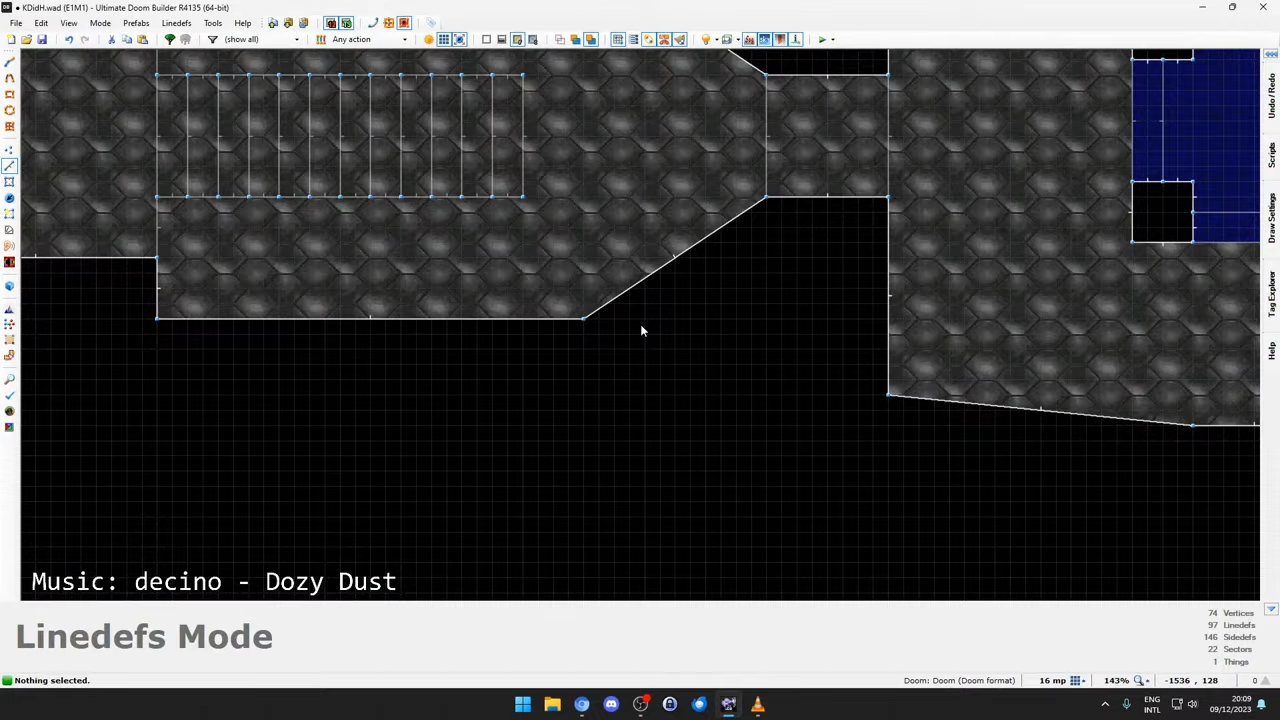 KDidH.wad (E1M1) - Ultimate Doom Builder R4135 (64-bit)
File Edit View Mode Prefabs Linedefs Tools Help
(show all) Any action
Undo / Redo
Scripts
Draw Settings
Tag Explorer
Help
Music: decino - Dozy Dust
Linedefs Mode
74 Vertices
97 Linedefs
146 Sidedefs
22 Sectors
1 Things
Nothing selected.
Doom: Doom (Doom format) 16 mp 143% -1536 , 128 0
ENG
INTL
20:09
09/12/2023